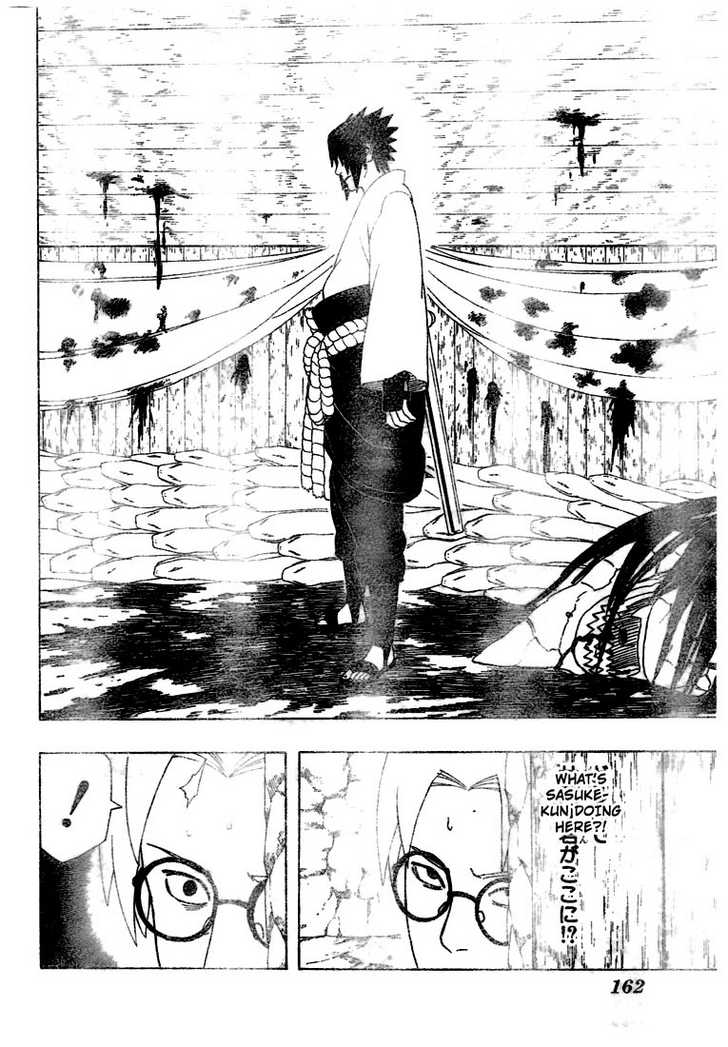 WHAT'S
SASUKE-
KUN DOING
HERE?!
がここに!?
!
162